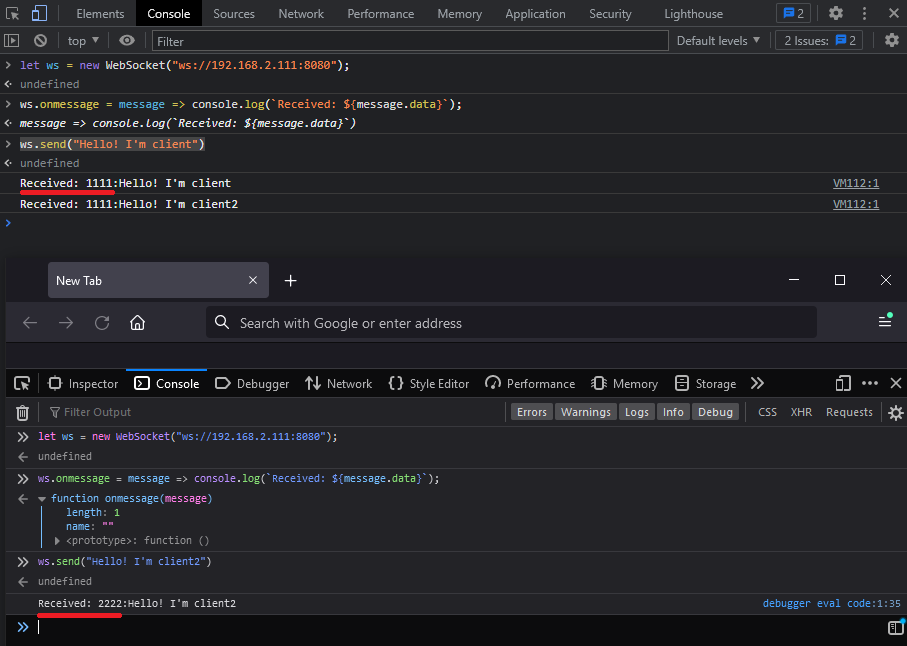 Elements Console Sources Network Performance Memory Application Security Lighthouse 2
top Filter Default levels 2 Issues: 2
let ws = new WebSocket("ws://192.168.2.111:8080");
undefined
ws.onmessage = message => console.log(`Received: ${message.data}`);
message => console.log(`Received: ${message.data}`)
ws.send("Hello! I'm client")
undefined
Received: 1111:Hello! I'm client VM112:1
Received: 1111:Hello! I'm client2 VM112:1
New Tab
Search with Google or enter address
Inspector Console Debugger Network Style Editor Performance Memory Storage
Filter Output Errors Warnings Logs Info Debug CSS XHR Requests
let ws = new WebSocket("ws://192.168.2.111:8080");
undefined
ws.onmessage = message => console.log(`Received: ${message.data}`);
function onmessage(message)
length: 1
name: ""
<prototype>: function ()
ws.send("Hello! I'm client2")
undefined
Received: 2222:Hello! I'm client2 debugger eval code:1:35